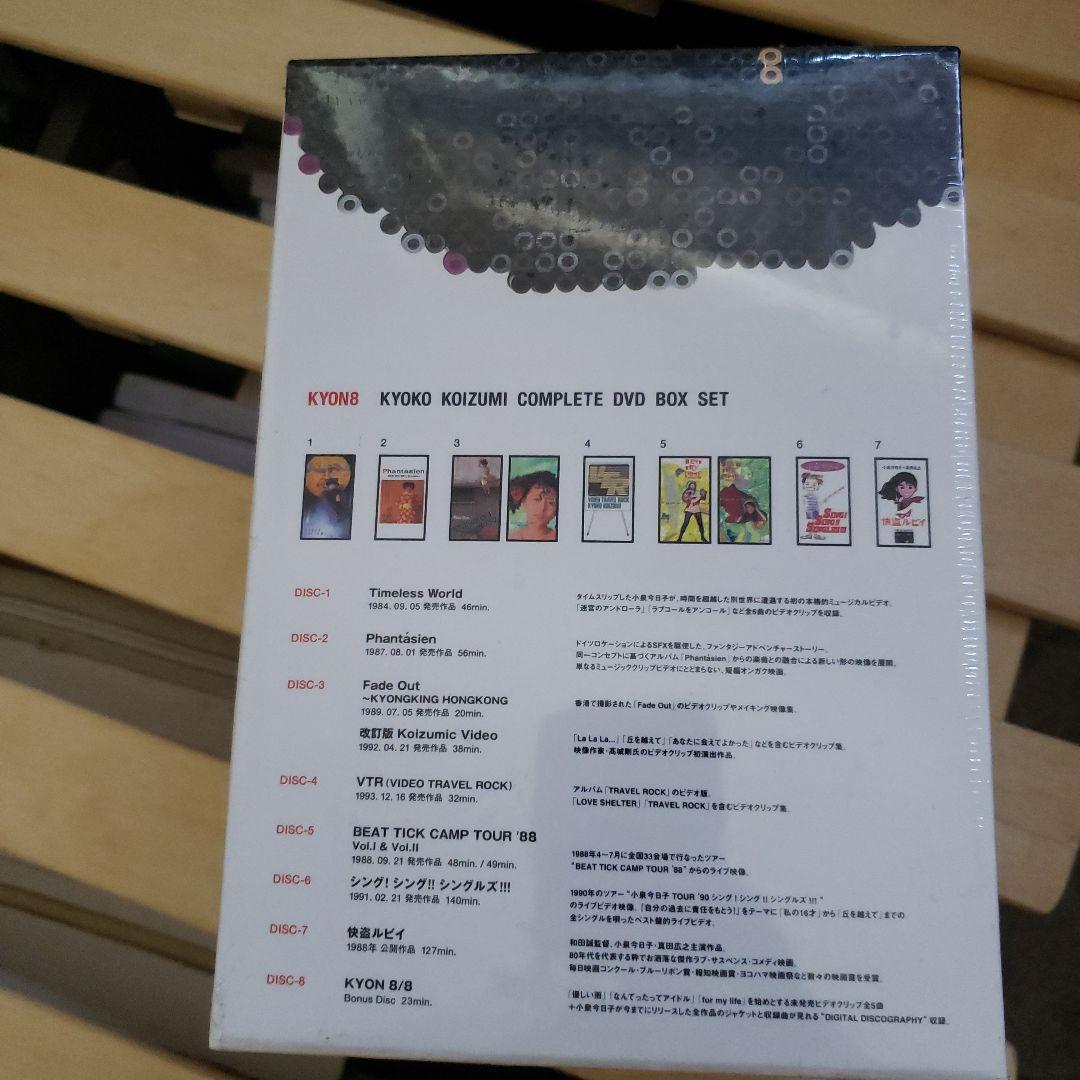 KYON8 KYOKO KOIZUMI COMPLETE DVD BOX SET
1 2 3 4 5 6 7
Phantásien
VIDEO TRAVEL ROCK
KYOKO KOIZUMI
快盗ルビイ
DISC-1 Timeless World
1984. 09. 05 発売作品 46min.
タイムスリップした小泉今日子が、時間を超越した別世界に遭遇する初の本格的ミュージカルビデオ。
「迷宮のアンドローラ」「ラブコールをアンコール」など全6曲のビデオクリップを収録。
DISC-2 Phantásien
1987. 08. 01 発売作品 56min.
ドイツロケーションによるSFXを駆使した、ファンタジーアドベンチャーストーリー。
同一コンセプトに基づくアルバム「Phantásien」からの楽曲との融合による新しい形の映像を展開。
単なるミュージッククリップビデオにとどまらない、短編オンガク映画。
DISC-3 Fade Out
~KYONGKING HONGKONG
1989. 07. 05 発売作品 20min.
香港で撮影された「Fade Out」のビデオクリップやメイキング映像集。
改訂版 Koizumic Video
1992. 04. 21 発売作品 38min.
「La La La...」「丘を越えて」「あなたに会えてよかった」などを含むビデオクリップ集。
映像作家・高城剛氏のビデオクリップ初演出作品。
DISC-4 VTR (VIDEO TRAVEL ROCK)
1993. 12. 16 発売作品 32min.
アルバム「TRAVEL ROCK」のビデオ版。
「LOVE SHELTER」「TRAVEL ROCK」を含むビデオクリップ集。
DISC-5 BEAT TICK CAMP TOUR '88
Vol.I & Vol.II
1988. 09. 21 発売作品 48min. / 49min.
1988年4〜7月に全国33会場で行なったツアー
"BEAT TICK CAMP TOUR '88" からのライブ映像。
DISC-6 シング! シング!! シングルズ!!!
1991. 02. 21 発売作品 140min.
1990年のツアー "小泉今日子 TOUR '90 シング! シング!! シングルズ!!!"
のライブビデオ映像。「自分の過去に責任をもとう!」をテーマに「私の16才」から「丘を越えて」までの
全シングルを唄ったベスト盤的ライブビデオ。
DISC-7 快盗ルビイ
1988年 公開作品 127min.
和田誠監督、小泉今日子・真田広之主演作品。
80年代を代表する粋でお洒落な傑作ラブ・サスペンス・コメディ映画。
毎日映画コンクール・ブルーリボン賞・報知映画賞・ヨコハマ映画祭など数々の映画賞を受賞。
DISC-8 KYON 8/8
Bonus Disc 23min.
「優しい雨」「なんてったってアイドル」「for my life」を始めとする未発売ビデオクリップ全5曲
+小泉今日子が今までにリリースした全作品のジャケットと収録曲が見れる "DIGITAL DISCOGRAPHY" 収録。